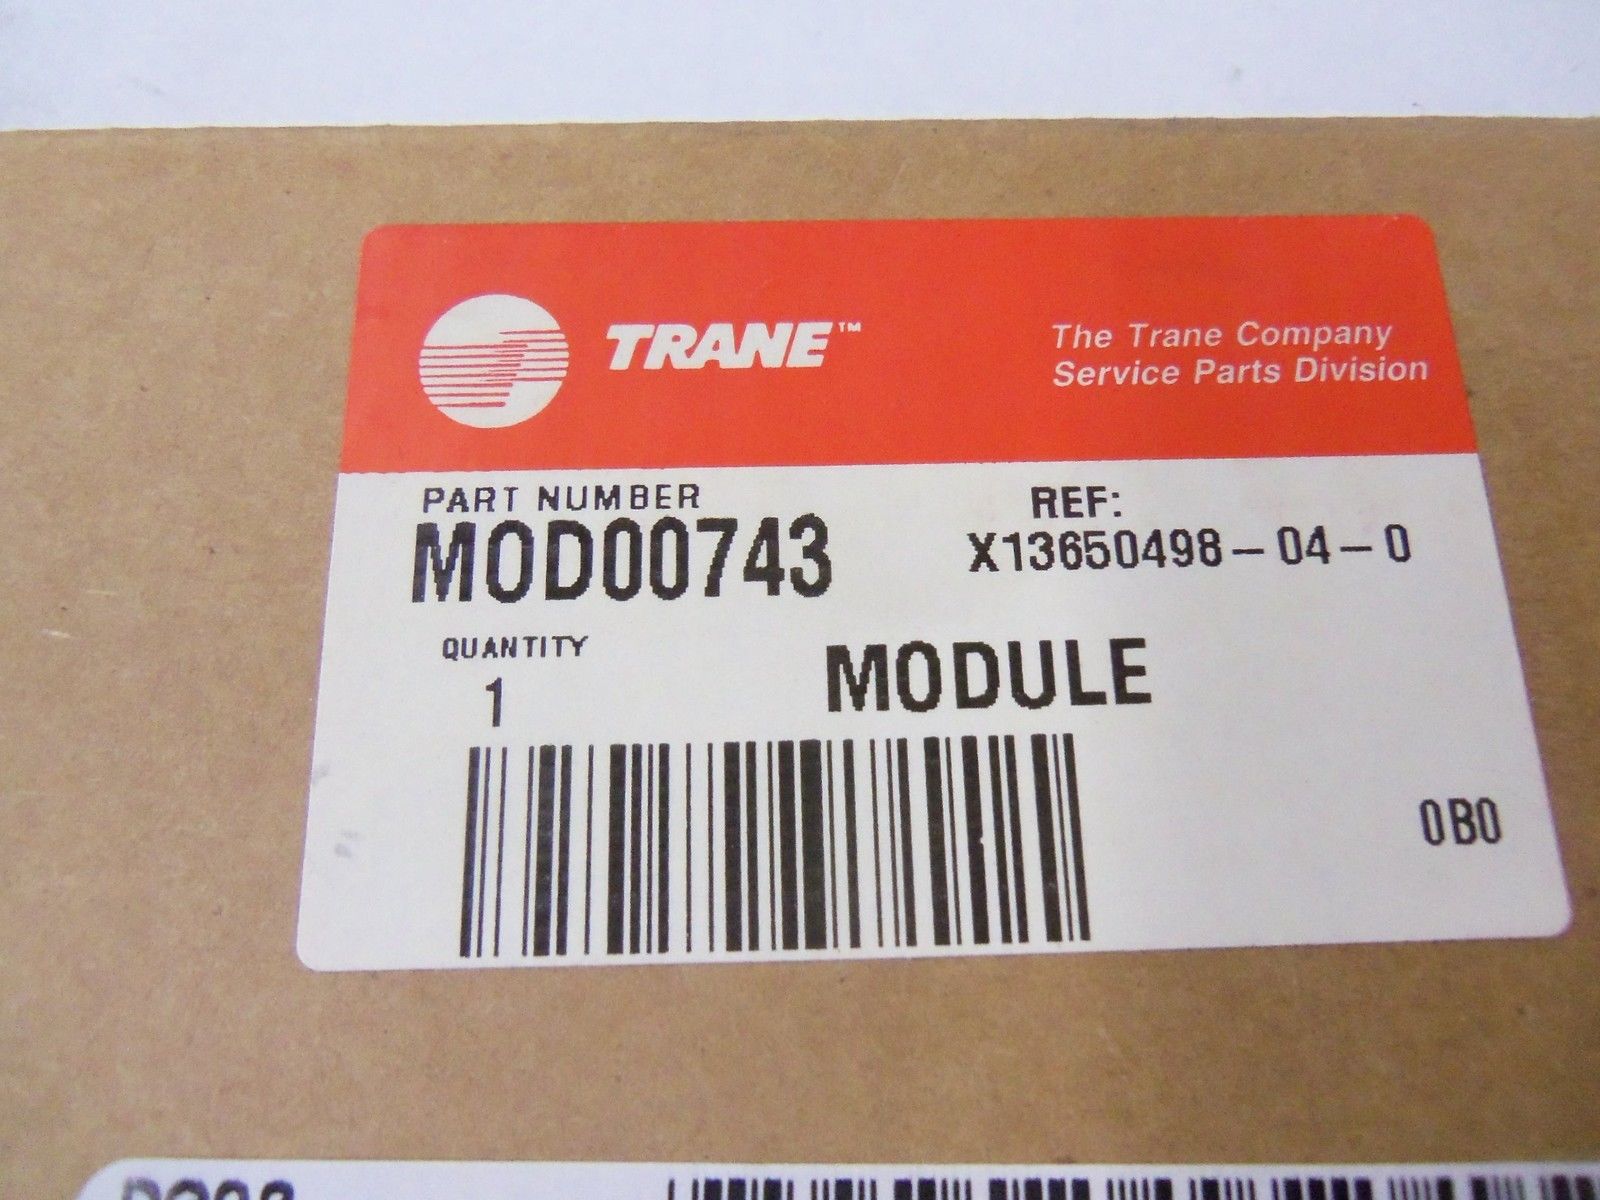 TRANE™
The Trane Company
Service Parts Division
PART NUMBER
MOD00743
REF:
X13650498-04-0
QUANTITY
1
MODULE
0B0